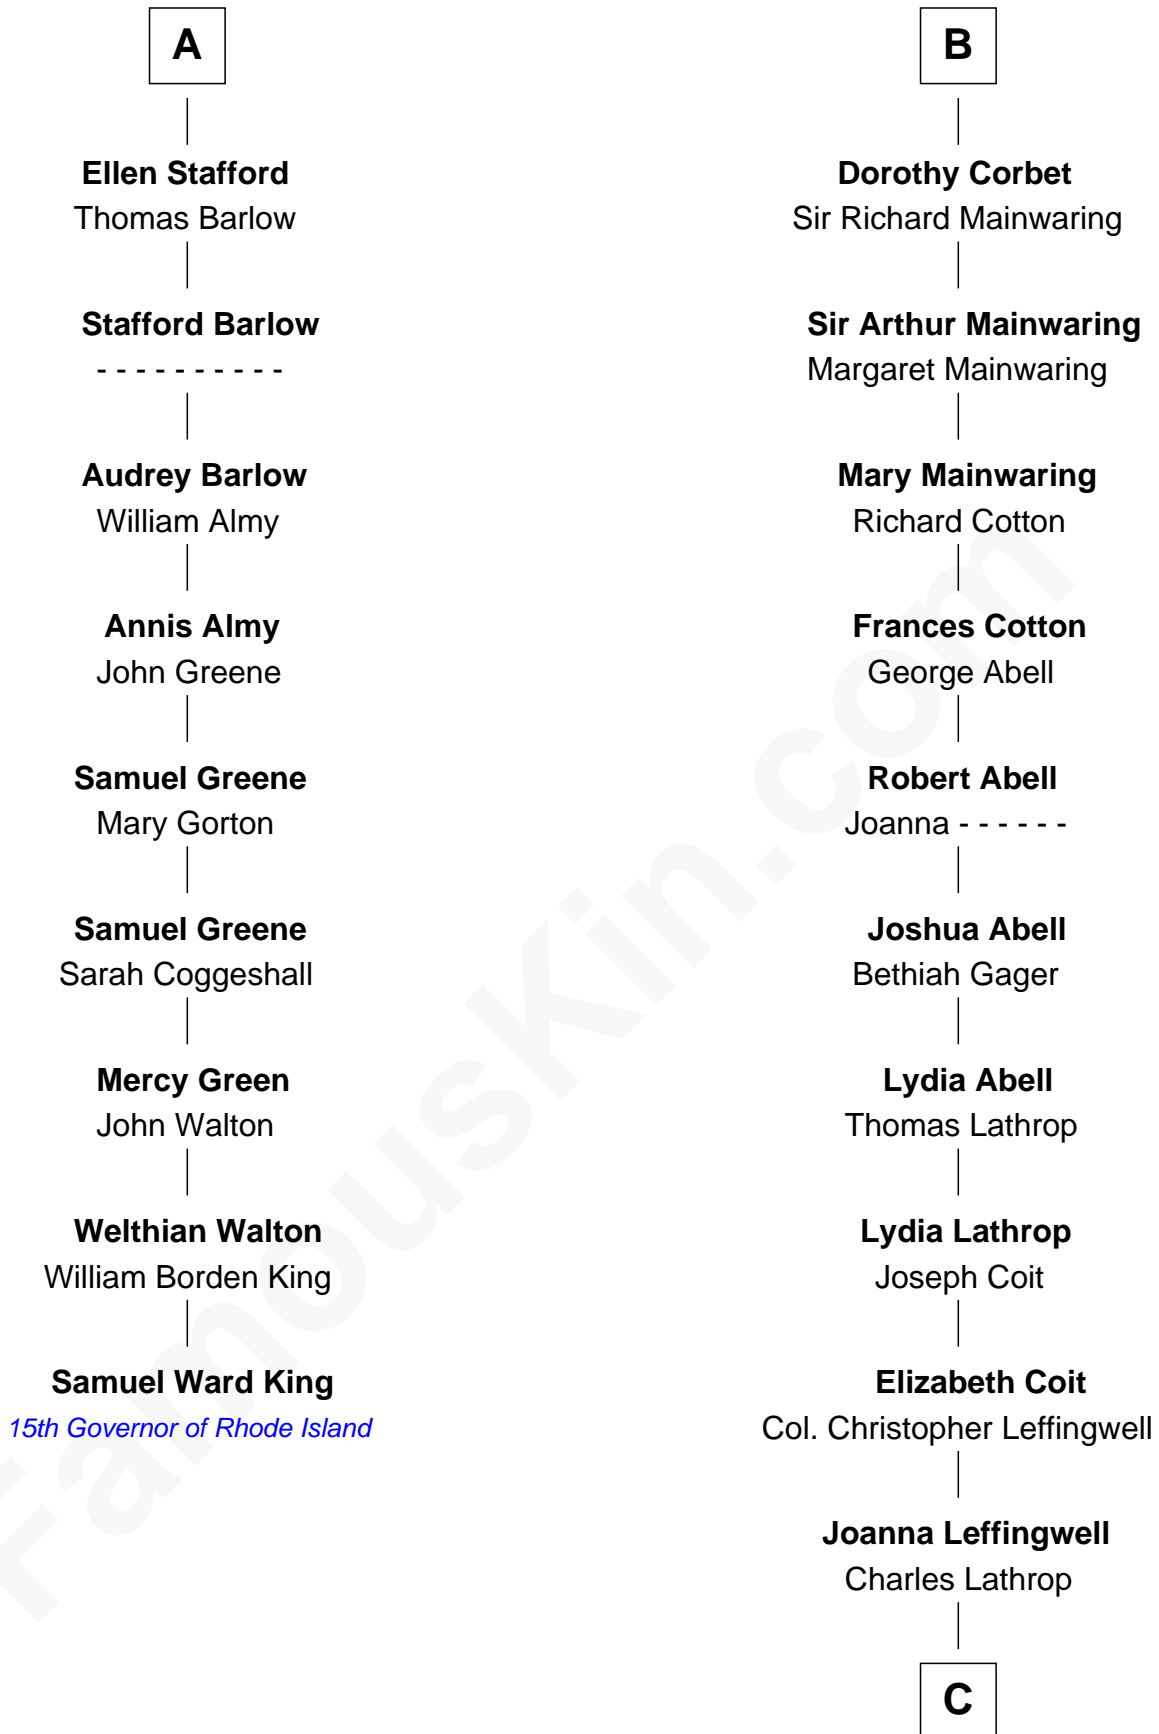 A
Ellen Stafford
Thomas Barlow
Stafford Barlow
- - - - - - - - - -
Audrey Barlow
William Almy
Annis Almy
John Greene
Samuel Greene
Mary Gorton
Samuel Greene
Sarah Coggeshall
Mercy Green
John Walton
Welthian Walton
William Borden King
Samuel Ward King
15th Governor of Rhode Island
B
Dorothy Corbet
Sir Richard Mainwaring
Sir Arthur Mainwaring
Margaret Mainwaring
Mary Mainwaring
Richard Cotton
Frances Cotton
George Abell
Robert Abell
Joanna - - - - - -
Joshua Abell
Bethiah Gager
Lydia Abell
Thomas Lathrop
Lydia Lathrop
Joseph Coit
Elizabeth Coit
Col. Christopher Leffingwell
Joanna Leffingwell
Charles Lathrop
C
FamousKin.com